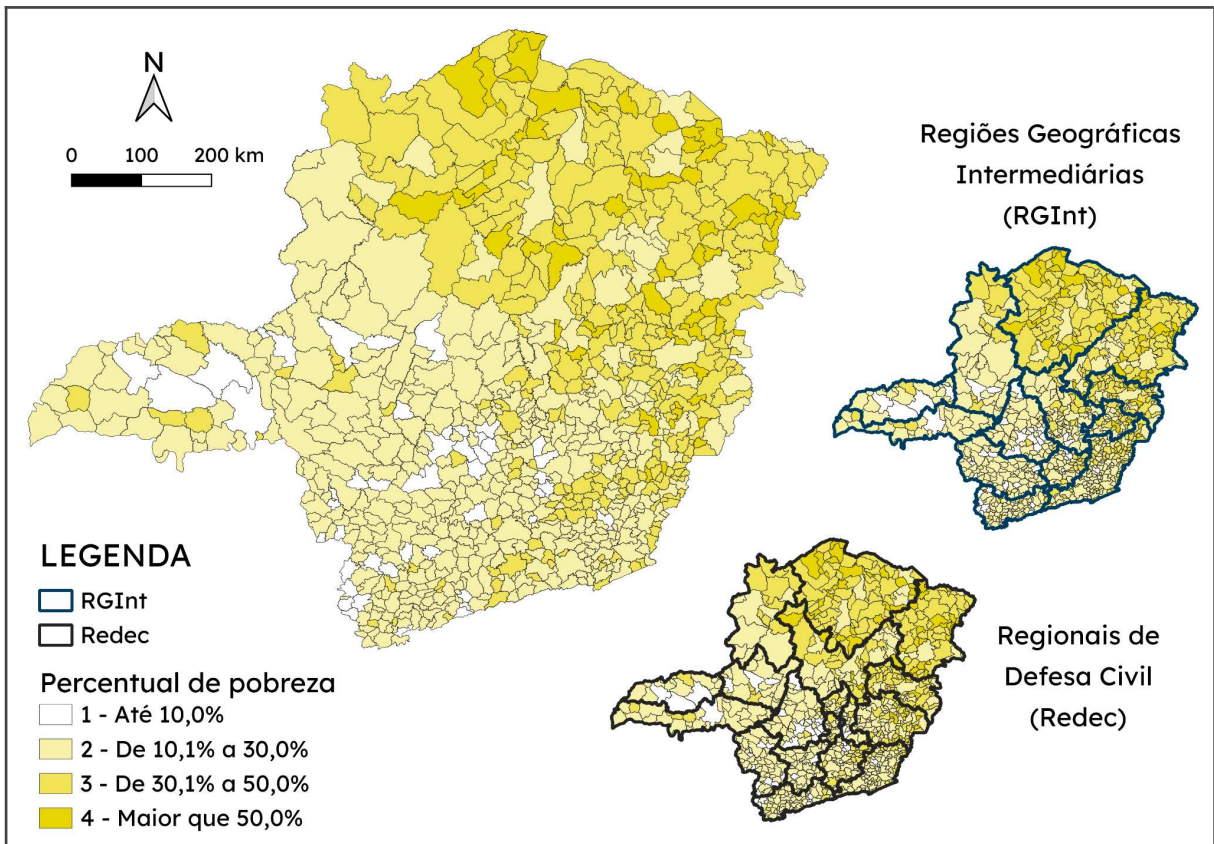 N
0 100 200 km
Regiões Geográficas
Intermediárias
(RGInt)
LEGENDA
RGInt
Redec
Percentual de pobreza
1 - Até 10,0%
2 - De 10,1% a 30,0%
3 - De 30,1% a 50,0%
4 - Maior que 50,0%
Regionais de
Defesa Civil
(Redec)